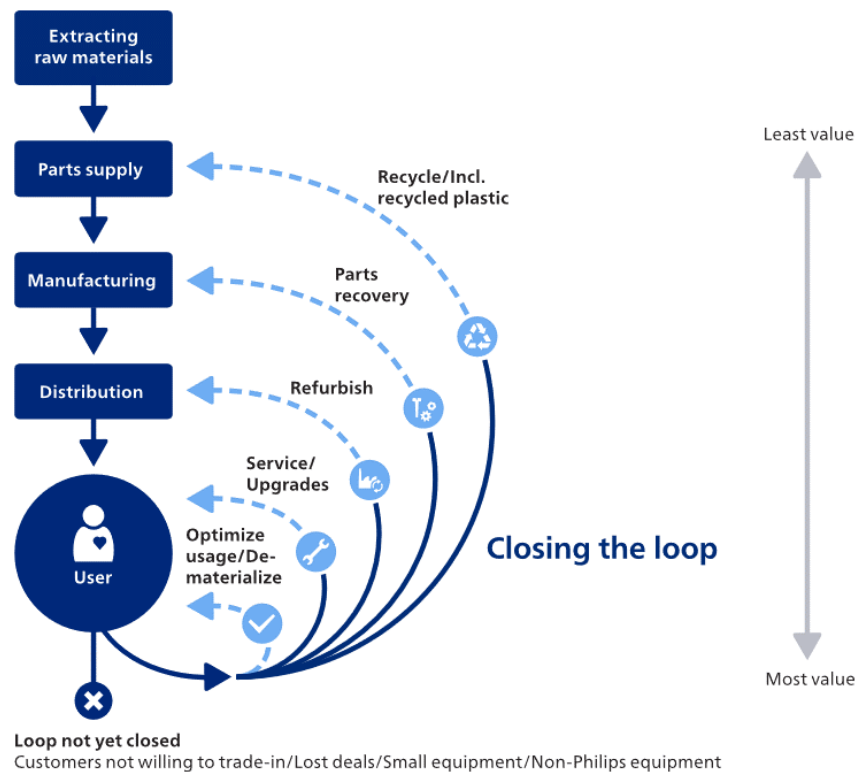 Extracting
raw materials
Least value
Parts supply
Recycle/Incl.
recycled plastic
Manufacturing
Parts
recovery
Distribution
Refurbish
Service/
Upgrades
Optimize
usage/De-
materialize
User
Closing the loop
Most value
Loop not yet closed
Customers not willing to trade-in/Lost deals/Small equipment/Non-Philips equipment